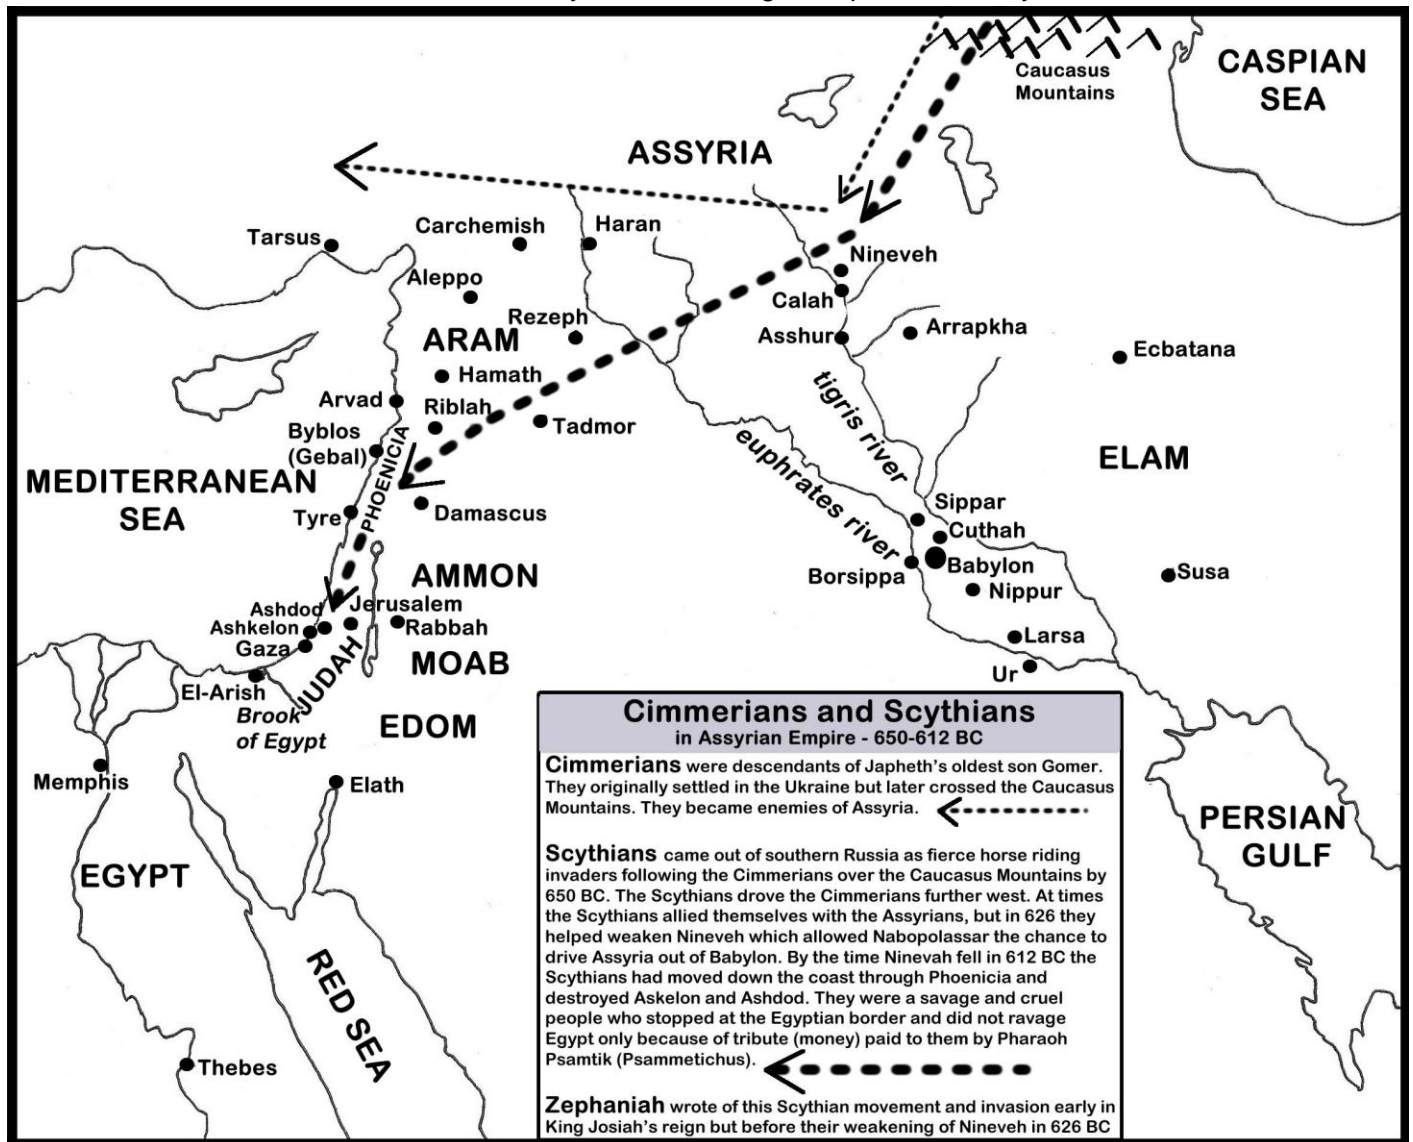 Caucasus
Mountains
CASPIAN
SEA
ASSYRIA
Tarsus
Carchemish
Haran
Nineveh
Aleppo
Calah
Rezeph
Asshur
Arrapkha
ARAM
Ecbatana
Hamath
Arvad
Riblah
Tadmor
Byblos
(Gebal)
PHOENICIA
tigris river
euphrates river
ELAM
MEDITERRANEAN
SEA
Tyre
Damascus
Sippar
Cuthah
Babylon
Borsippa
Nippur
Susa
AMMON
Ashdod
Jerusalem
Ashkelon
Rabbah
Gaza
MOAB
Larsa
Ur
JUDAH
El-Arish
Brook
of Egypt
EDOM
Memphis
Elath
EGYPT
RED SEA
Thebes
PERSIAN
GULF
Cimmerians and Scythians
in Assyrian Empire - 650-612 BC
Cimmerians were descendants of Japheth's oldest son Gomer.
They originally settled in the Ukraine but later crossed the Caucasus
Mountains. They became enemies of Assyria.
Scythians came out of southern Russia as fierce horse riding
invaders following the Cimmerians over the Caucasus Mountains by
650 BC. The Scythians drove the Cimmerians further west. At times
the Scythians allied themselves with the Assyrians, but in 626 they
helped weaken Nineveh which allowed Nabopolassar the chance to
drive Assyria out of Babylon. By the time Ninevah fell in 612 BC the
Scythians had moved down the coast through Phoenicia and
destroyed Askelon and Ashdod. They were a savage and cruel
people who stopped at the Egyptian border and did not ravage
Egypt only because of tribute (money) paid to them by Pharaoh
Psamtik (Psammetichus).
Zephaniah wrote of this Scythian movement and invasion early in
King Josiah's reign but before their weakening of Nineveh in 626 BC